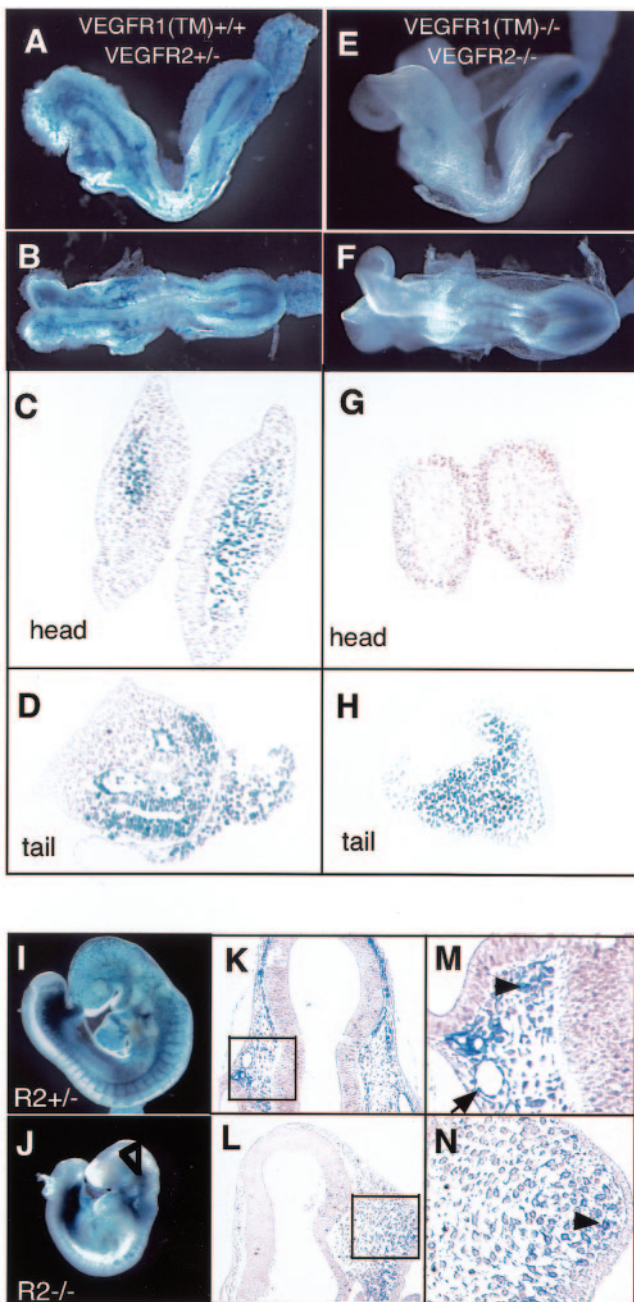 A
VEGFR1(TM)+/+
VEGFR2+/-
E
VEGFR1(TM)-/-
VEGFR2-/-
B
F
C
G
head
head
D
H
tail
tail
I
K
M
R2+/-
J
L
N
R2-/-